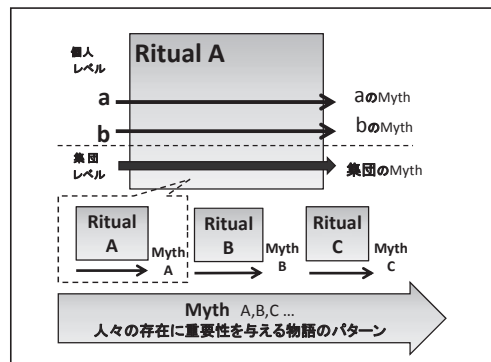 個人
レベル
Ritual A
a
aのMyth
b
bのMyth
集団
レベル
集団のMyth
Ritual
A
Myth
A
Ritual
B
Myth
B
Ritual
C
Myth
C
Myth A,B,C ...
人々の存在に重要性を与える物語のパターン